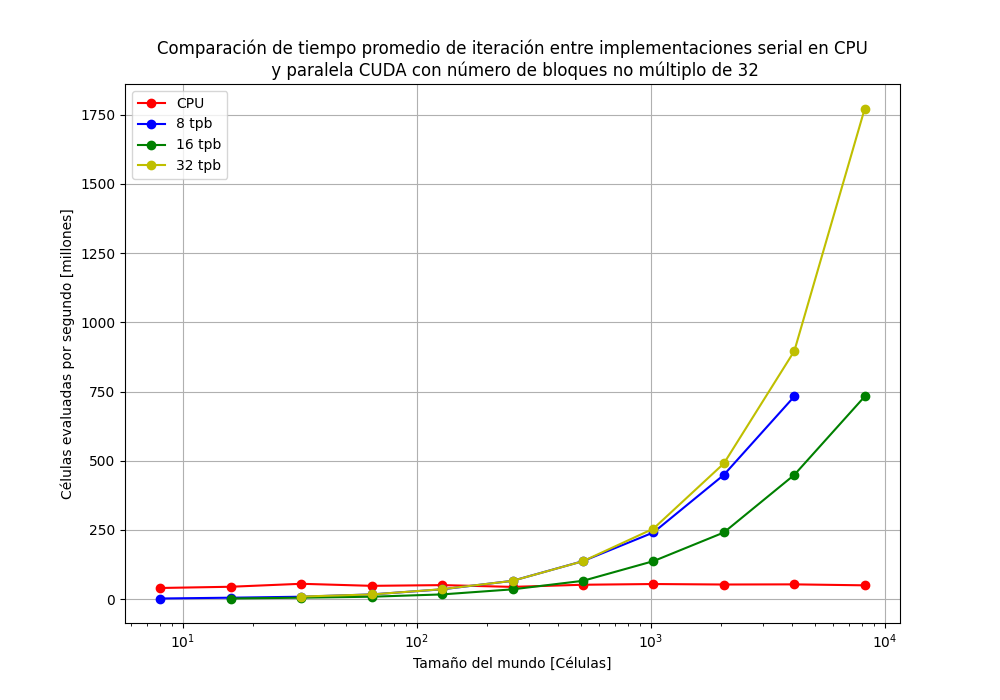 Comparación de tiempo promedio de iteración entre implementaciones serial en CPU
y paralela CUDA con número de bloques no múltiplo de 32
CPU
8 tpb
16 tpb
32 tpb
Células evaluadas por segundo [millones]
1750
1500
1250
1000
750
500
250
0
10¹
10²
10³
10⁴
Tamaño del mundo [Células]